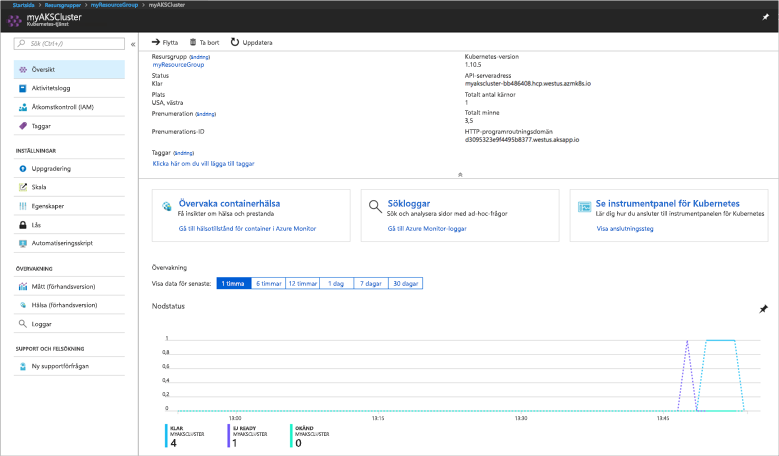 Startsida > Resursgrupper > myResourceGroup > myAKSCluster
myAKSCluster
Kubernetes-tjänst
Sök (Ctrl+/)
«
Översikt
Aktivitetslogg
Åtkomstkontroll (IAM)
Taggar
INSTÄLLNINGAR
Uppgradering
Skala
Egenskaper
Lås
Automatiseringsskript
ÖVERVAKNING
Mått (förhandsversion)
Hälsa (förhandsversion)
Loggar
SUPPORT OCH FELSÖKNING
Ny supportförfrågan
Flytta
Ta bort
Uppdatera
Resursgrupp (ändring)
myResourceGroup
Status
Klar
Plats
USA, västra
Prenumeration (ändring)
Prenumerations-ID
Taggar (ändring)
Klicka här om du vill lägga till taggar
Kubernetes-version
1.10.5
API-serveradress
myakscluster-bb486408.hcp.westus.azmk8s.io
Totalt antal kärnor
1
Totalt minne
3,5
HTTP-programroutningsdomän
d3095323e9f4495b8377.westus.aksapp.io
Övervaka containerhälsa
Få insikter om hälsa och prestanda
Gå till hälsotillstånd för container i Azure Monitor
Sökloggar
Sök och analysera sidor med ad-hoc-frågor
Gå till Azure Monitor-loggar
Se instrumentpanel för Kubernetes
Lär dig hur du ansluter till instrumentpanelen för Kubernetes
Visa anslutningssteg
Övervakning
Visa data för senaste:
1 timma
6 timmar
12 timmar
1 dag
7 dagar
30 dagar
Nodstatus
1
0,8
0,6
0,4
0,2
0
13:00
13:15
13:30
13:45
KLAR
MYAKSCLUSTER
4
EJ READY
MYAKSCLUSTER
1
OKÄND
MYAKSCLUSTER
0